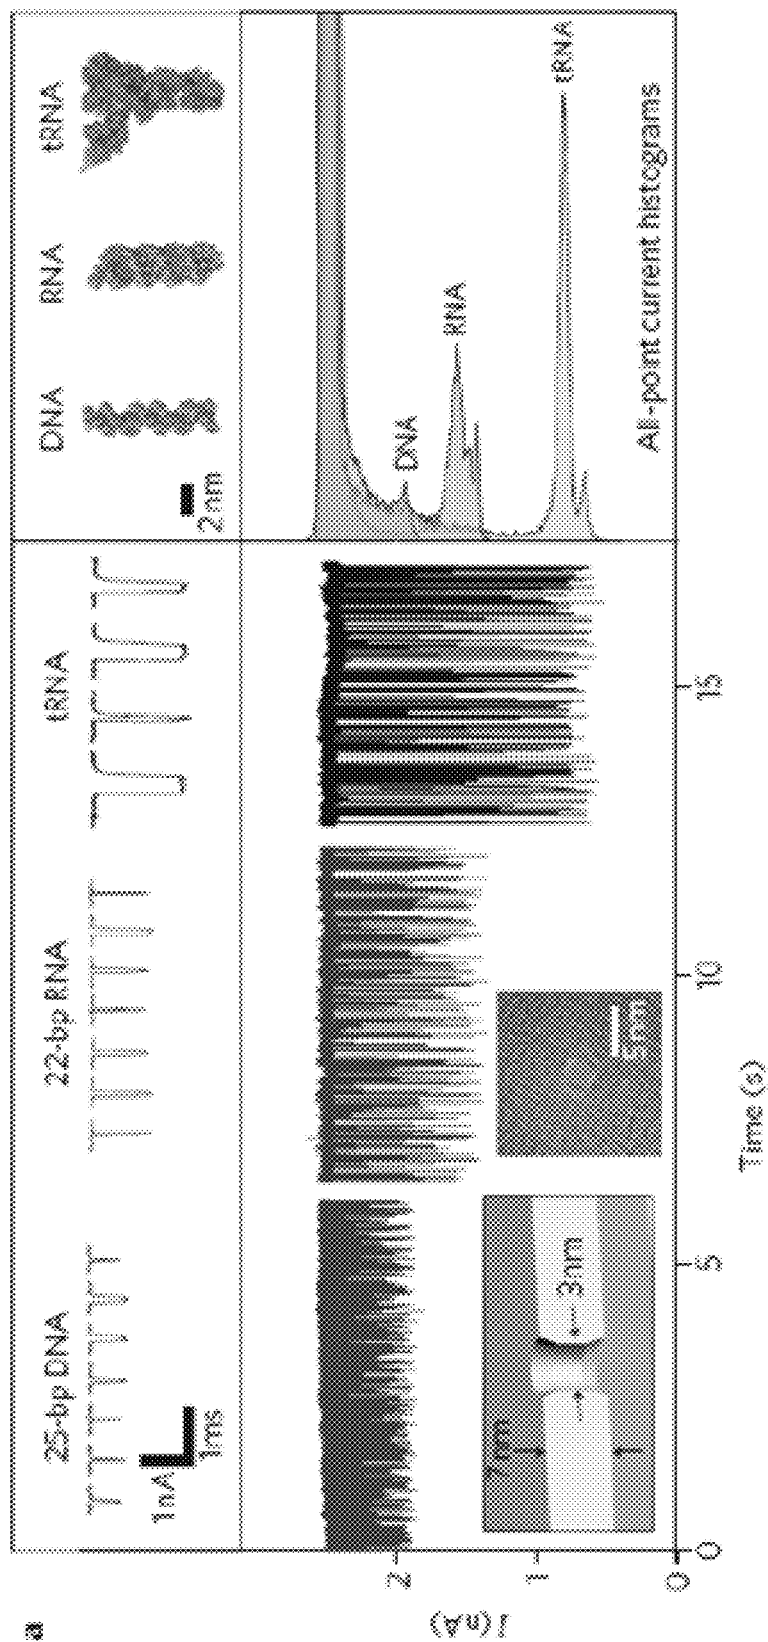 a
25-bp DNA
22-bp RNA
tRNA
1nA
1ms
DNA
RNA
tRNA
2nm
I (nA)
2
1
0
7nm
3nm
5nm
DNA
RNA
tRNA
All-point current histograms
0
5
10
15
Time (s)